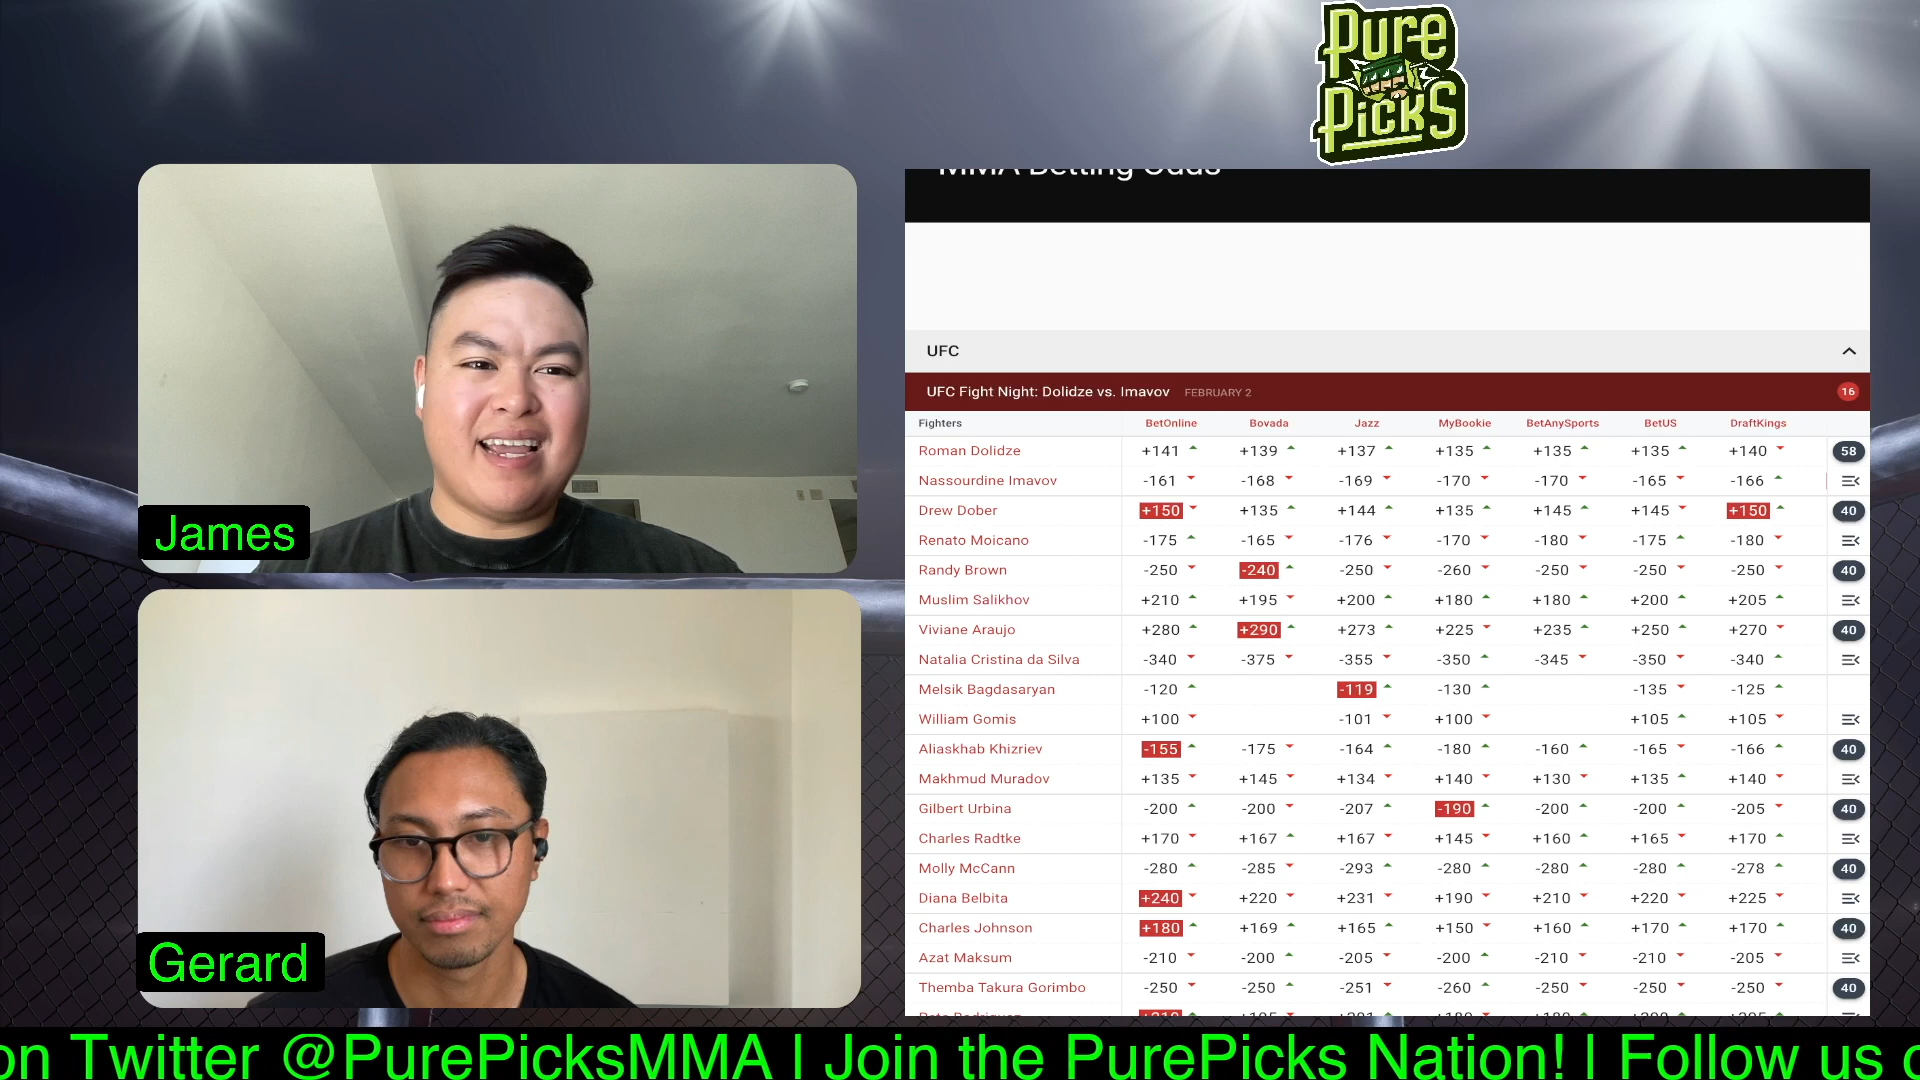 Pure
Picks
MMA Betting Odds
UFC
UFC Fight Night: Dolidze vs. Imavov FEBRUARY 2 16
Fighters BetOnline Bovada Jazz MyBookie BetAnySports BetUS DraftKings
Roman Dolidze +141 +139 +137 +135 +135 +135 +140 58
Nassourdine Imavov -161 -168 -169 -170 -170 -165 -166
Drew Dober +150 +135 +144 +135 +145 +145 +150 40
Renato Moicano -175 -165 -176 -170 -180 -175 -180
Randy Brown -250 -240 -250 -260 -250 -250 -250 40
Muslim Salikhov +210 +195 +200 +180 +180 +200 +205
Viviane Araujo +280 +290 +273 +225 +235 +250 +270 40
Natalia Cristina da Silva -340 -375 -355 -350 -345 -350 -340
Melsik Bagdasaryan -120 -119 -130 -135 -125
William Gomis +100 -101 +100 +105 +105
Aliaskhab Khizriev -155 -175 -164 -180 -160 -165 -166 40
Makhmud Muradov +135 +145 +134 +140 +130 +135 +140
Gilbert Urbina -200 -200 -207 -190 -200 -200 -205 40
Charles Radtke +170 +167 +167 +145 +160 +165 +170
Molly McCann -280 -285 -293 -280 -280 -280 -278 40
Diana Belbita +240 +220 +231 +190 +210 +220 +225
Charles Johnson +180 +169 +165 +150 +160 +170 +170 40
Azat Maksum -210 -200 -205 -200 -210 -210 -205
Themba Takura Gorimbo -250 -250 -251 -260 -250 -250 -250 40
James
Gerard
on Twitter @PurePicksMMA | Join the PurePicks Nation! | Follow us